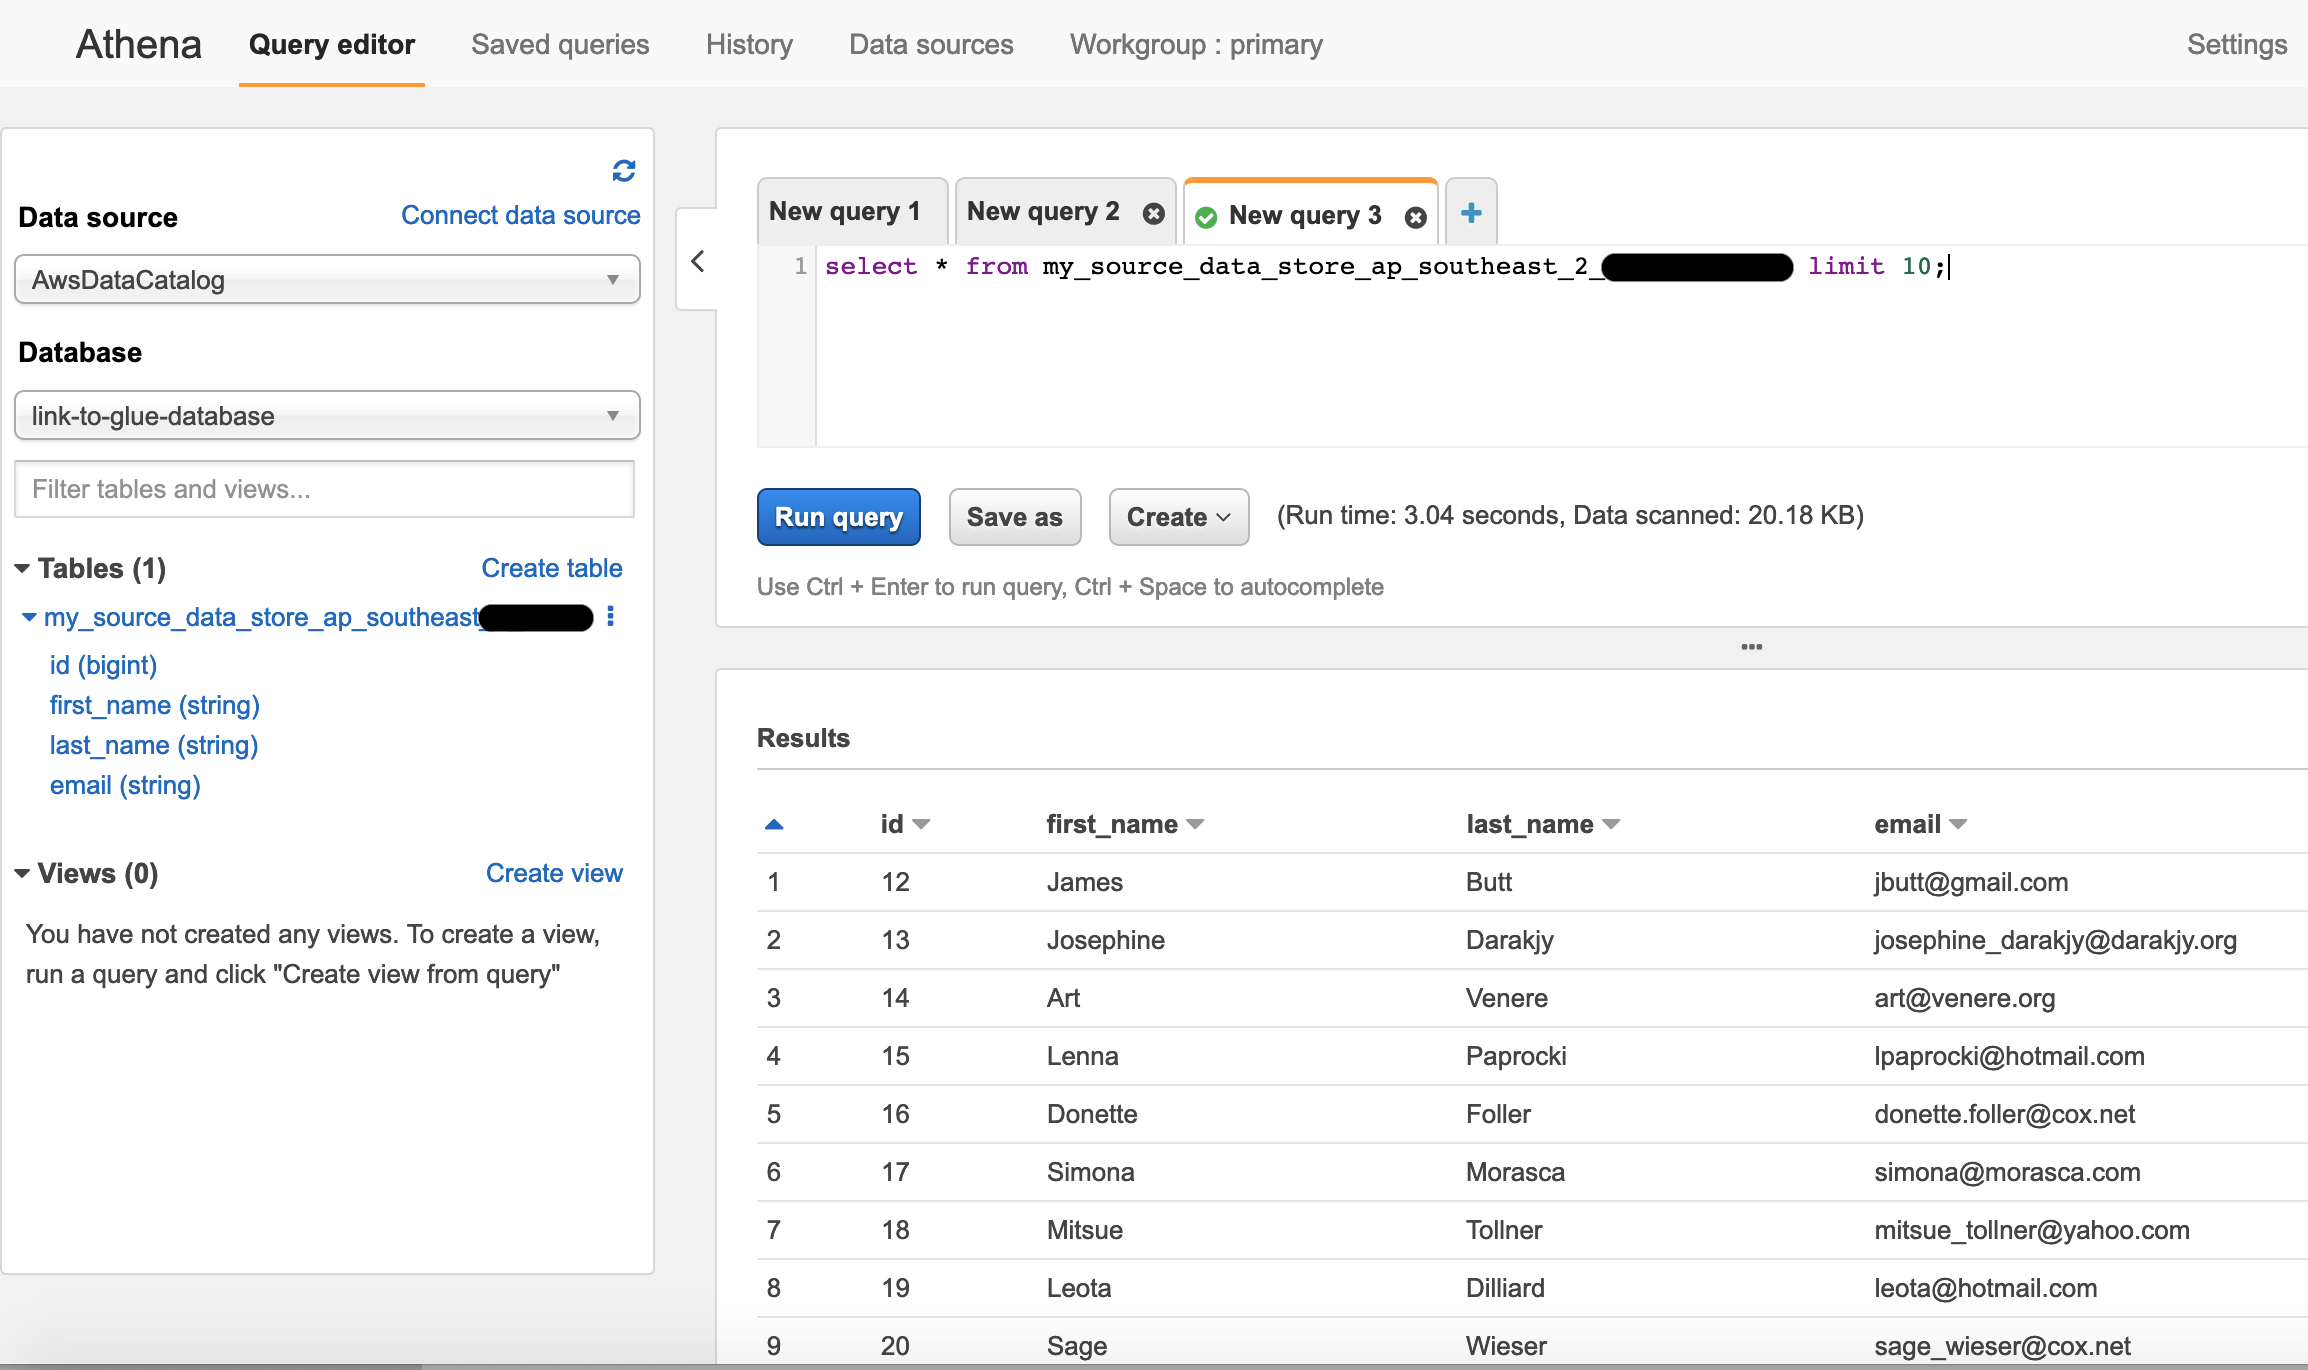 Athena Query editor Saved queries History Data sources Workgroup : primary Settings
Data source Connect data source
AwsDataCatalog
Database
link-to-glue-database
Filter tables and views...
Tables (1) Create table
my_source_data_store_ap_southeast_
id (bigint)
first_name (string)
last_name (string)
email (string)
Views (0) Create view
You have not created any views. To create a view,
run a query and click "Create view from query"
New query 1 New query 2 New query 3 +
1 select * from my_source_data_store_ap_southeast_2_ limit 10;
Run query Save as Create (Run time: 3.04 seconds, Data scanned: 20.18 KB)
Use Ctrl + Enter to run query, Ctrl + Space to autocomplete
Results
id first_name last_name email
1 12 James Butt jbutt@gmail.com
2 13 Josephine Darakjy josephine_darakjy@darakjy.org
3 14 Art Venere art@venere.org
4 15 Lenna Paprocki lpaprocki@hotmail.com
5 16 Donette Foller donette.foller@cox.net
6 17 Simona Morasca simona@morasca.com
7 18 Mitsue Tollner mitsue_tollner@yahoo.com
8 19 Leota Dilliard leota@hotmail.com
9 20 Sage Wieser sage_wieser@cox.net